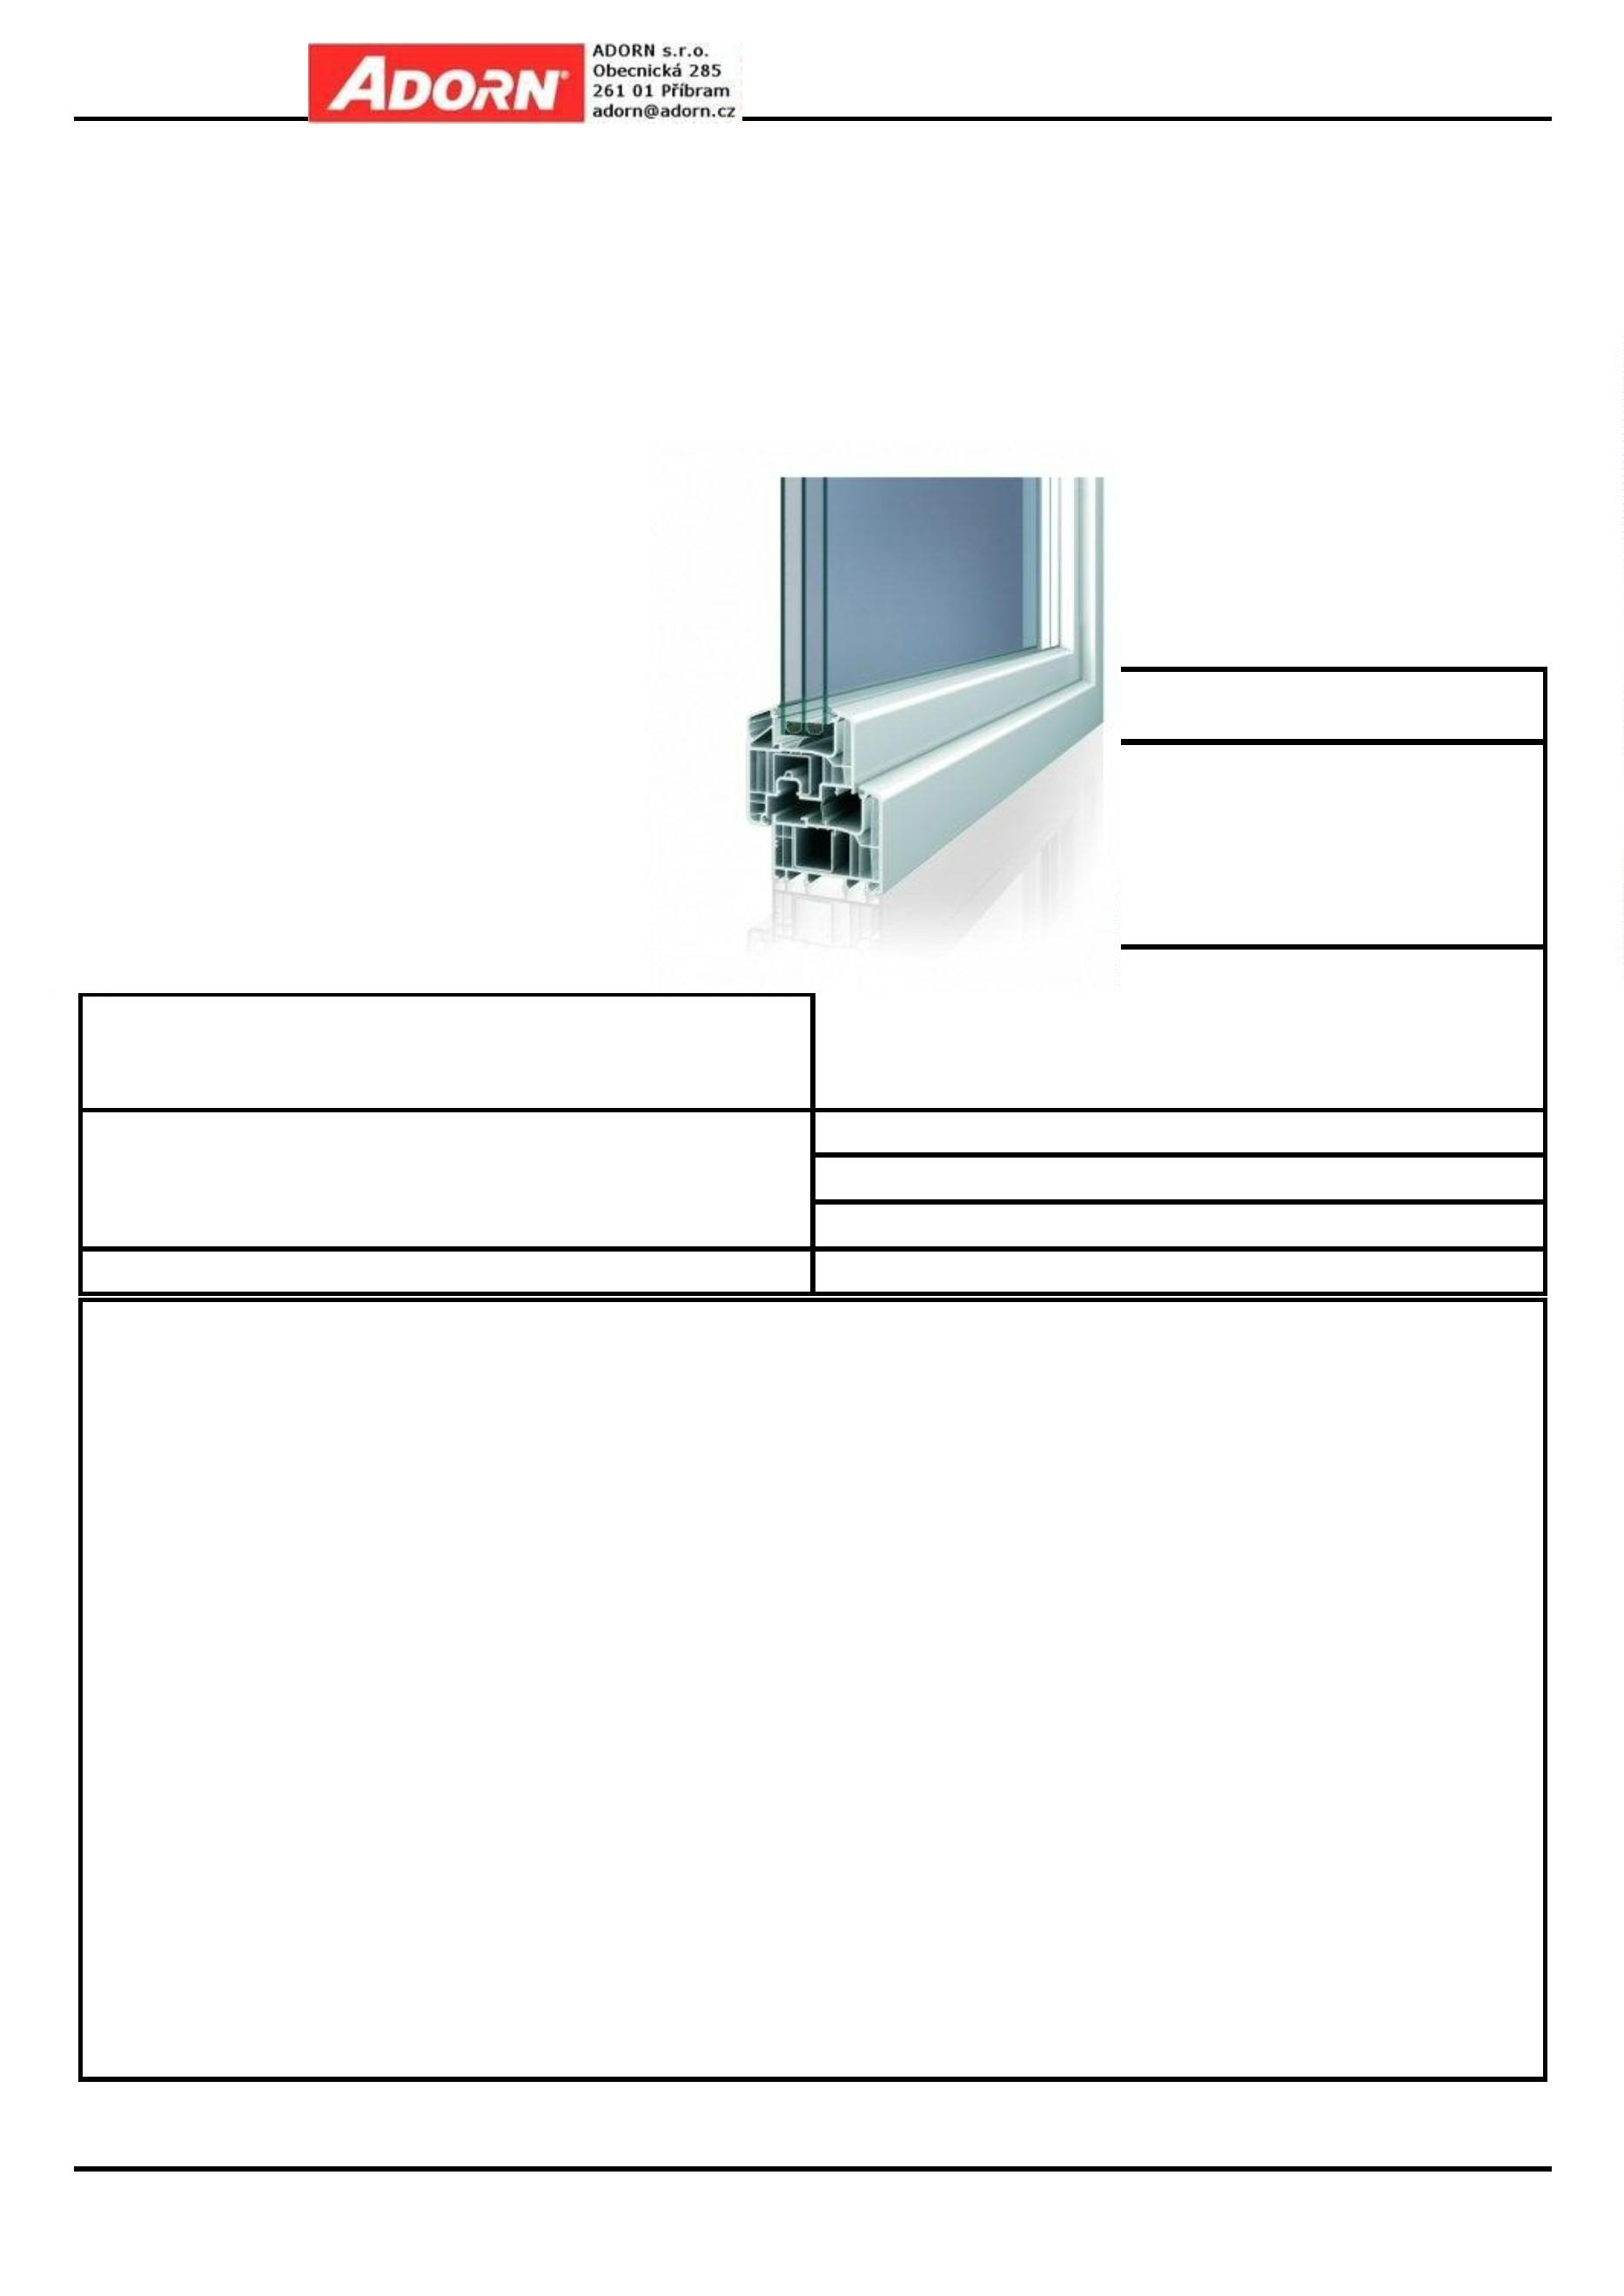 ADORN®
ADORN s.r.o.
Obecnická 285
261 01 Příbram
adorn@adorn.cz